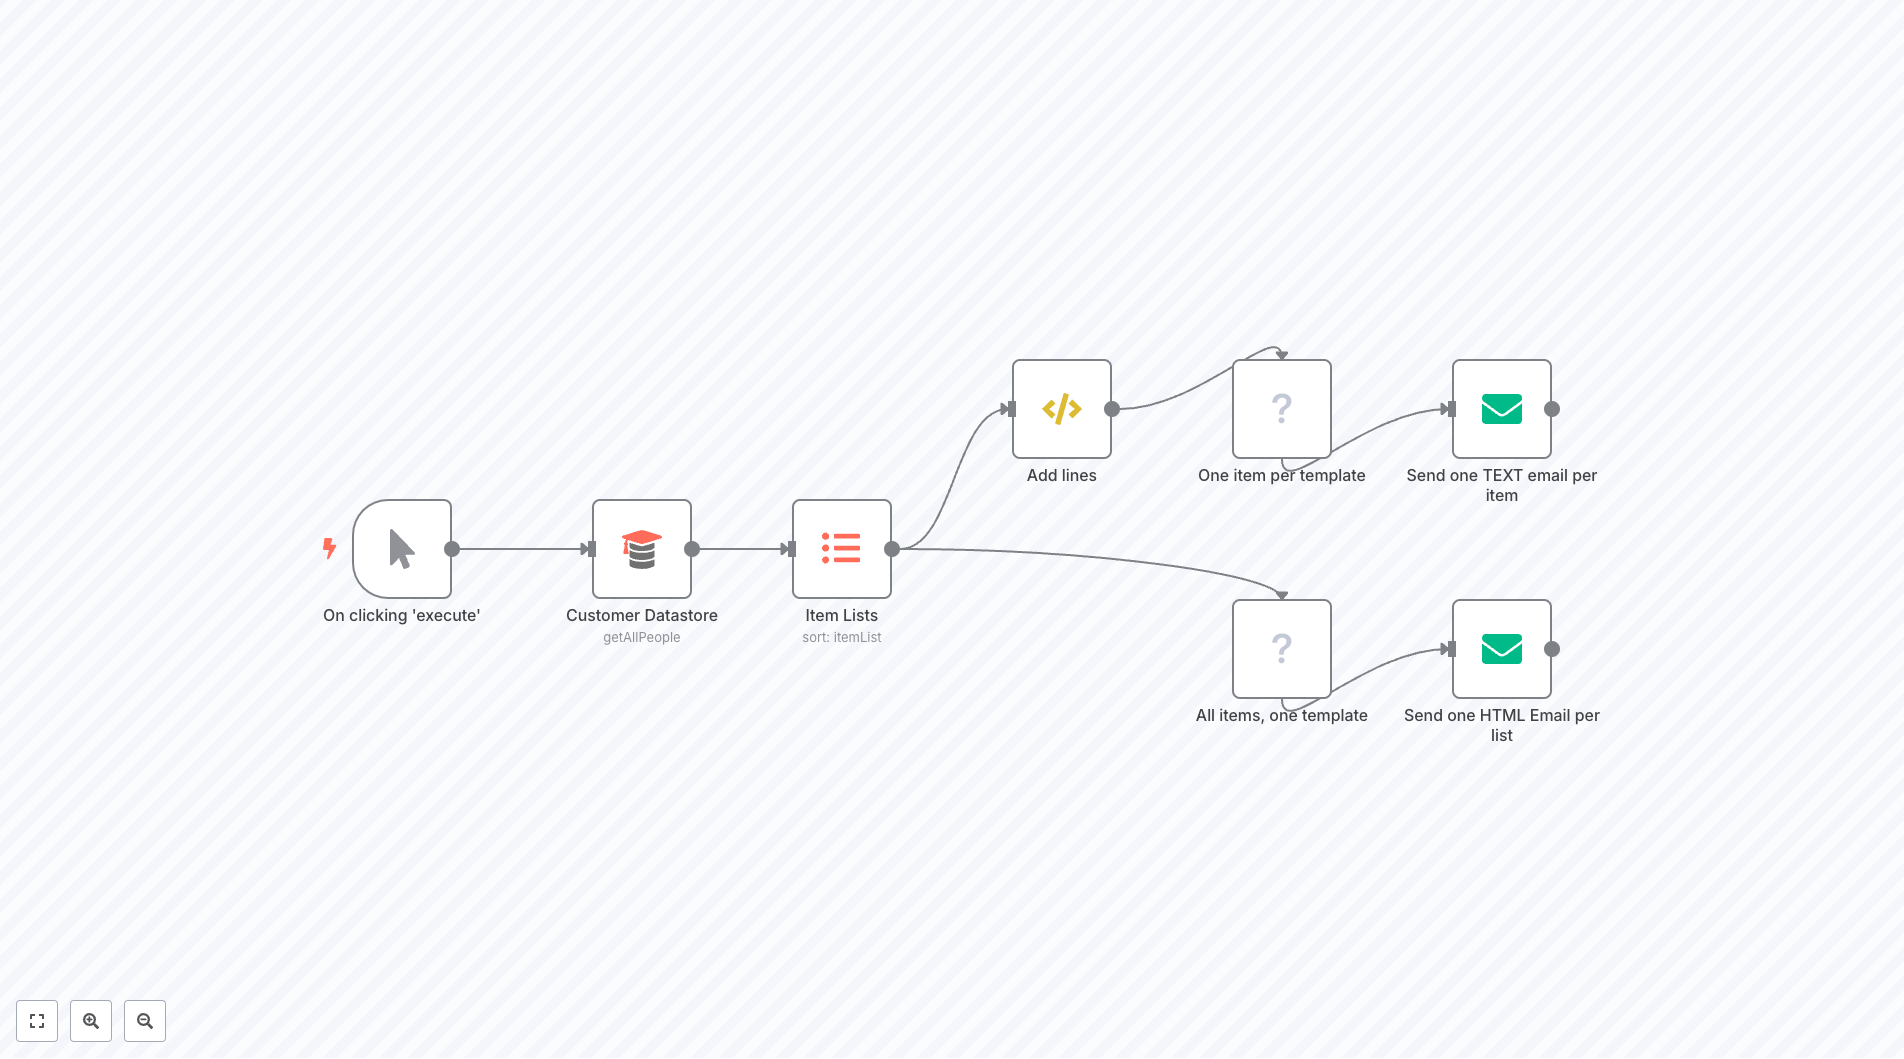 On clicking 'execute'
Customer Datastore
getAllPeople
Item Lists
sort: itemList
Add lines
?
One item per template
Send one TEXT email per
item
?
All items, one template
Send one HTML Email per
list